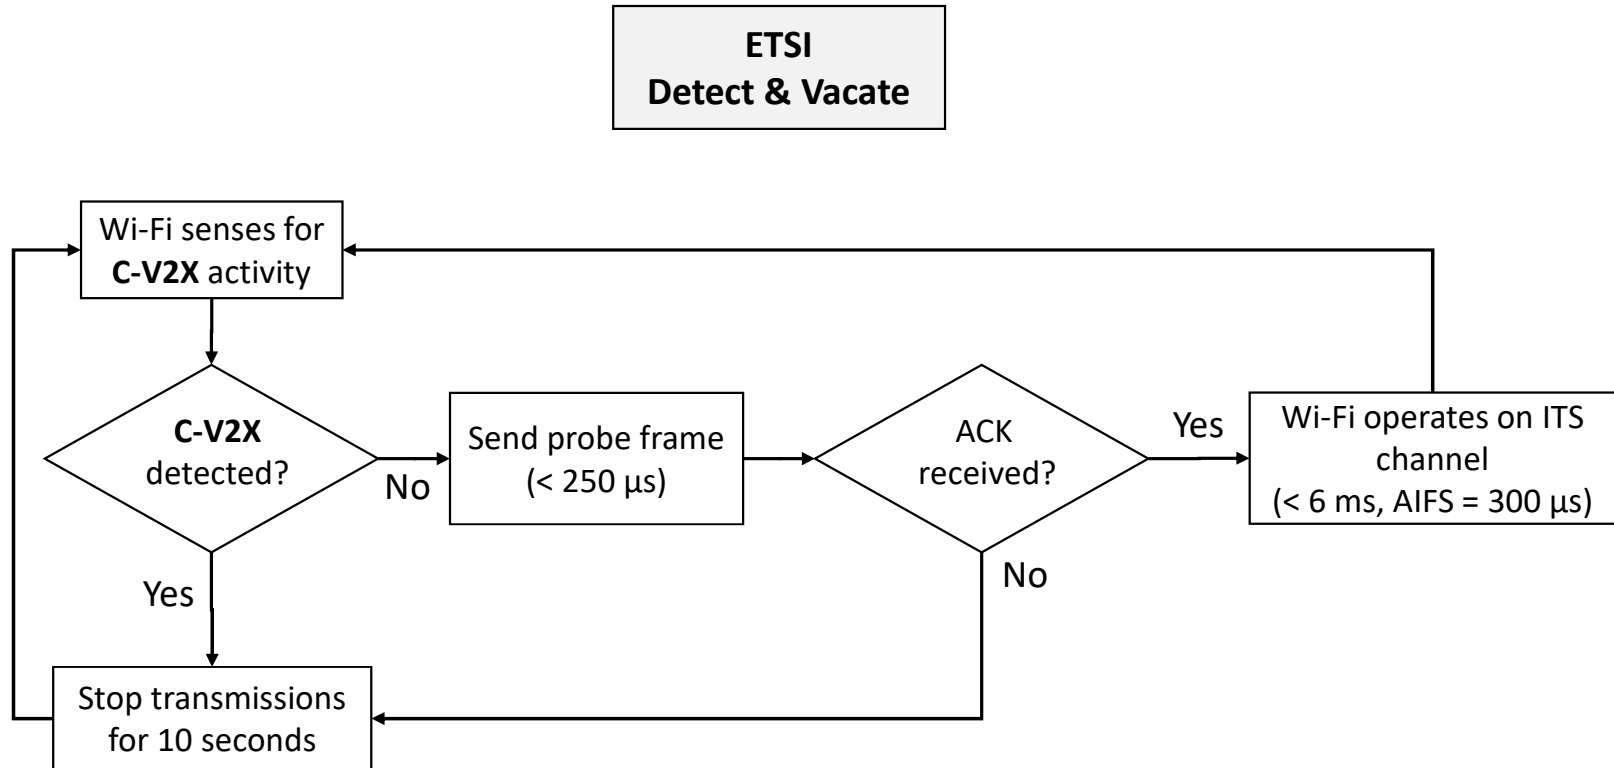 ETSI
Detect & Vacate
Wi-Fi senses for
C-V2X activity
C-V2X
detected?
No
Send probe frame
(< 250 μs)
ACK
received?
Yes
Wi-Fi operates on ITS
channel
(< 6 ms, AIFS = 300 μs)
Yes
No
Stop transmissions
for 10 seconds